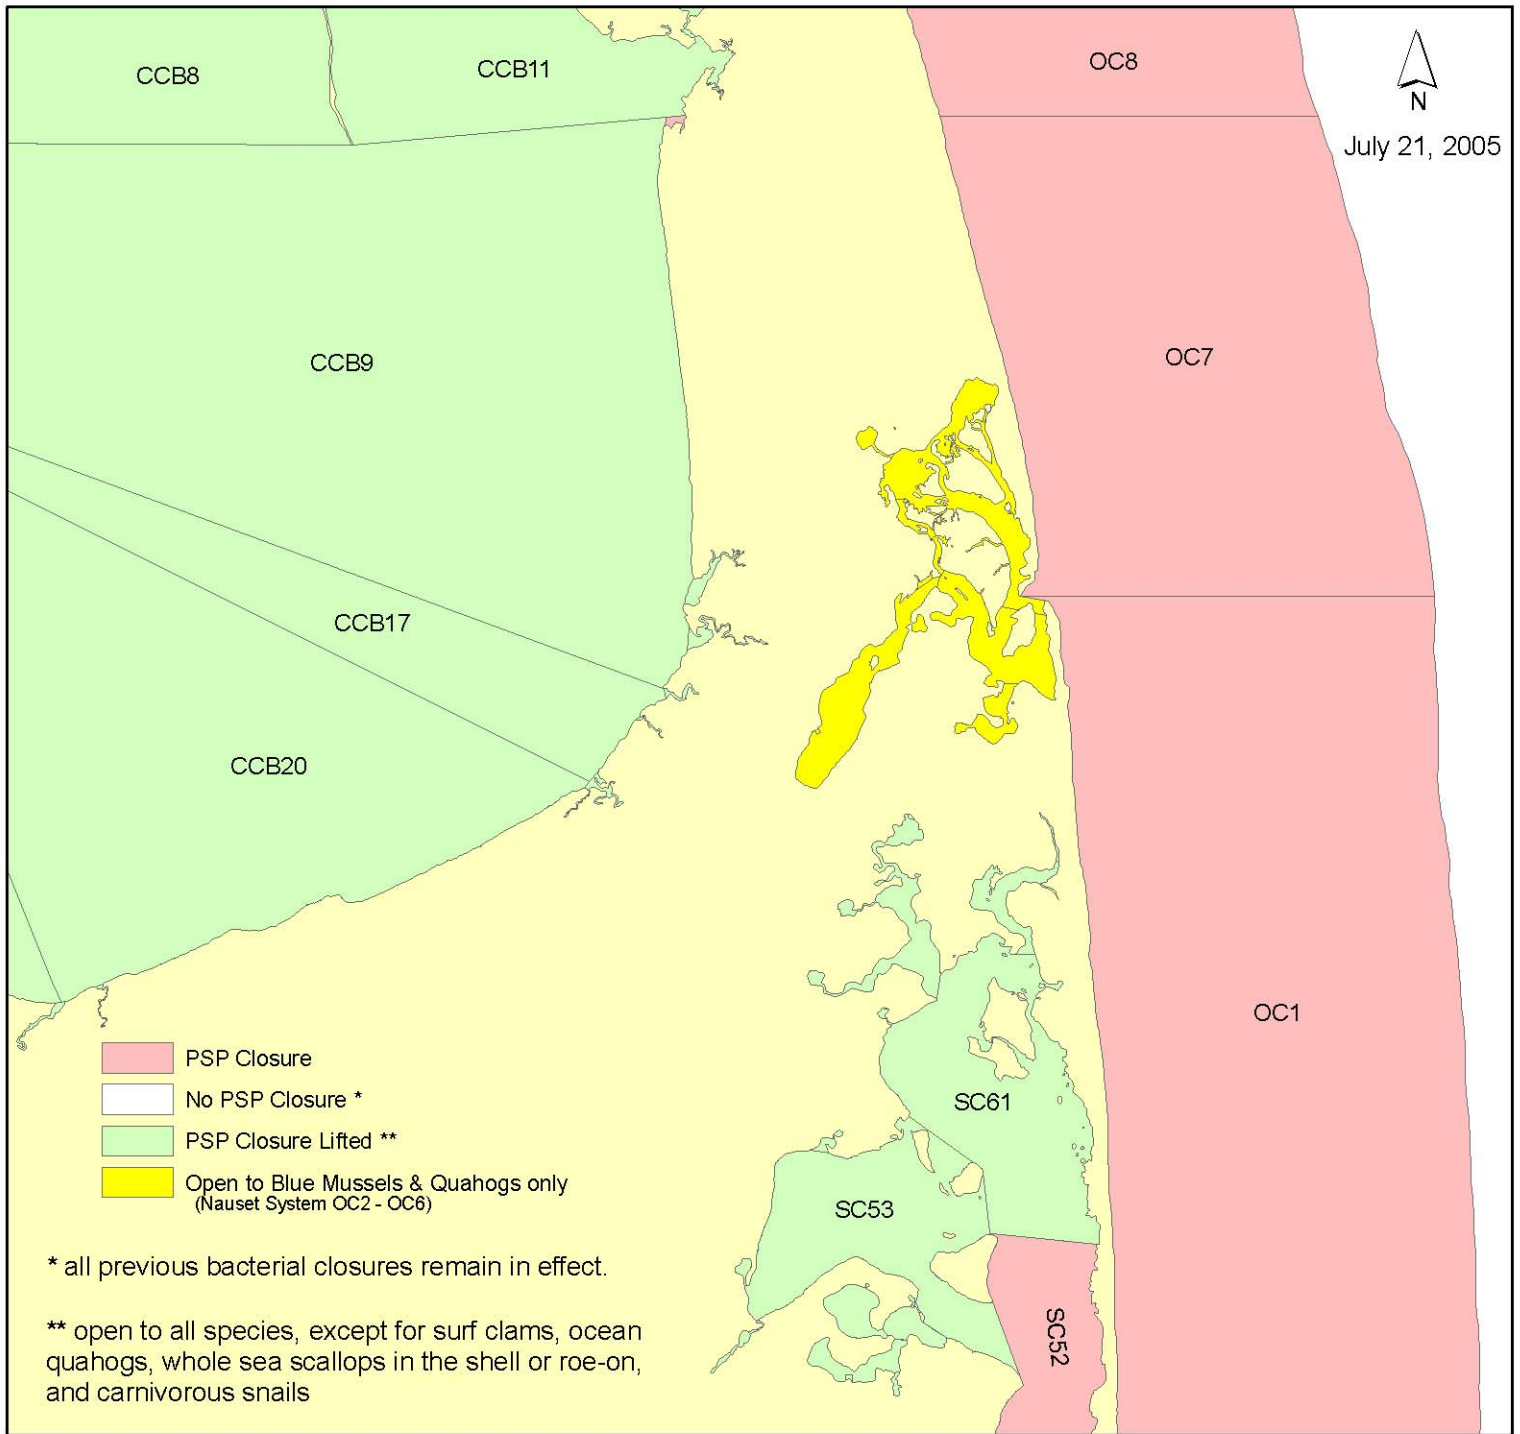 CCB8
CCB11
OC8
N
July 21, 2005
CCB9
OC7
CCB17
CCB20
OC1
PSP Closure
No PSP Closure *
SC61
PSP Closure Lifted **
Open to Blue Mussels & Quahogs only
(Nauset System OC2 - OC6)
SC53
* all previous bacterial closures remain in effect.
** open to all species, except for surf clams, ocean
quahogs, whole sea scallops in the shell or roe-on,
and carnivorous snails
SC52